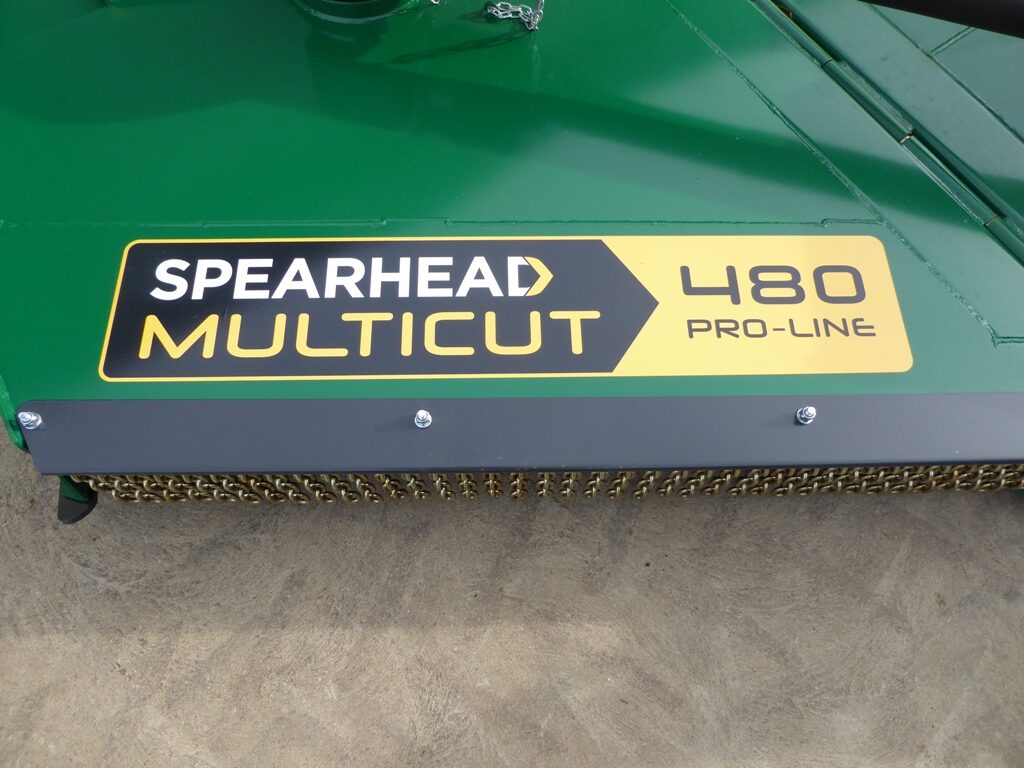 SPEARHEAD
MULTICUT
480
PRO-LINE